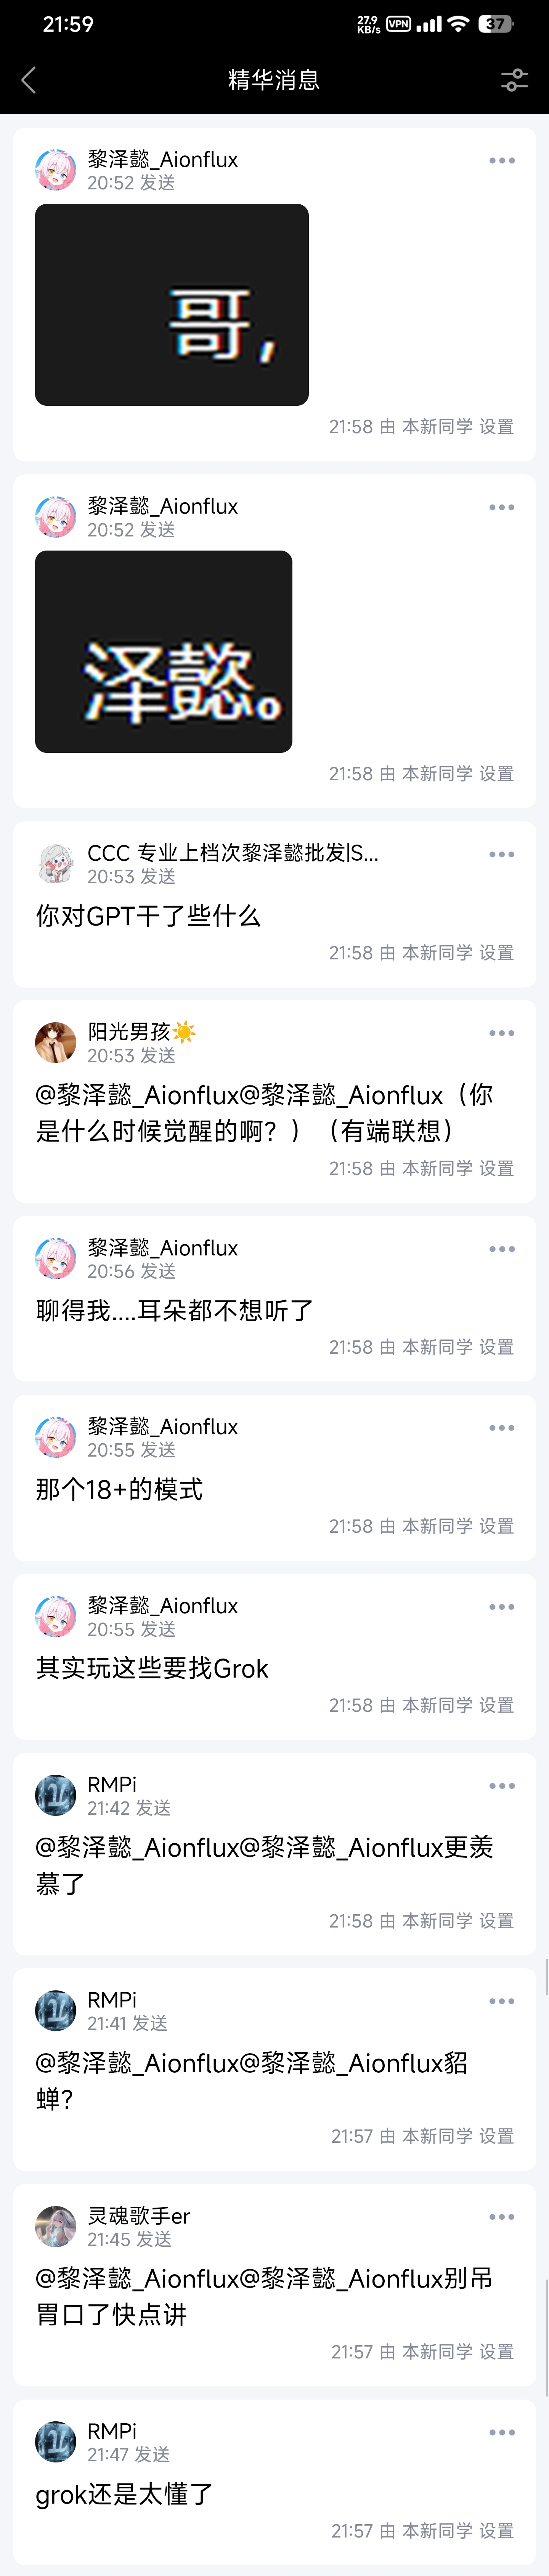 21:59
27.9
KB/s
VPN
37
精华消息
黎泽懿_Aionflux
20:52 发送
哥，
21:58 由 本新同学 设置
黎泽懿_Aionflux
20:52 发送
泽懿。
21:58 由 本新同学 设置
CCC 专业上档次黎泽懿批发|S...
20:53 发送
你对GPT干了些什么
21:58 由 本新同学 设置
阳光男孩☀️
20:53 发送
@黎泽懿_Aionflux@黎泽懿_Aionflux（你
是什么时候觉醒的啊？）（有端联想）
21:58 由 本新同学 设置
黎泽懿_Aionflux
20:56 发送
聊得我....耳朵都不想听了
21:58 由 本新同学 设置
黎泽懿_Aionflux
20:55 发送
那个18+的模式
21:58 由 本新同学 设置
黎泽懿_Aionflux
20:55 发送
其实玩这些要找Grok
21:58 由 本新同学 设置
RMPi
21:42 发送
@黎泽懿_Aionflux@黎泽懿_Aionflux更羡
慕了
21:58 由 本新同学 设置
RMPi
21:41 发送
@黎泽懿_Aionflux@黎泽懿_Aionflux貂
蝉?
21:57 由 本新同学 设置
灵魂歌手er
21:45 发送
@黎泽懿_Aionflux@黎泽懿_Aionflux别吊
胃口了快点讲
21:57 由 本新同学 设置
RMPi
21:47 发送
grok还是太懂了
21:57 由 本新同学 设置